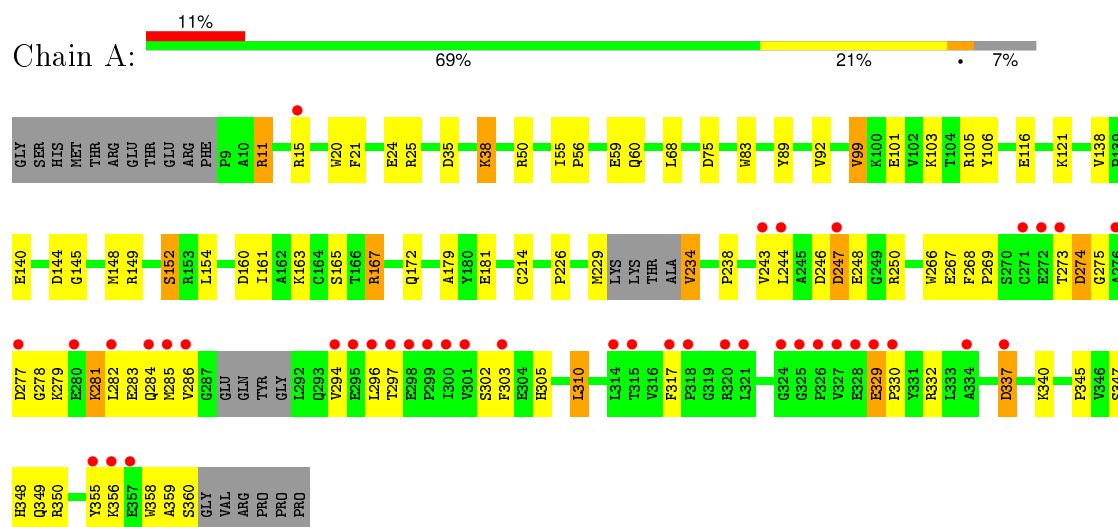 11%
Chain A:
69% 21% • 7%
GLY SER HIS MET THR ARG GLU THR GLU ARG PHE P9 A10 R11 R15 W20 F21 E24 R25 D35 K38 R50 I55 P56 E59 Q60 L68 D75 W83 Y89 V92 V99 K100 E101 V102 K103 T104 R105 Y106 E116 K121 V138
E140 D144 G145 M148 R149 S152 R153 L154 D160 I161 A162 K163 C164 S165 T166 R167 Q172 A179 Y180 E181 C214 P226 M229 LYS LYS THR ALA V234 P238 V243 L244 A245 D246 D247 E248 G249 R250 W266 E267 F268 P269 S270 C271 E272 T273 D274 G275
D277 G278 K279 E280 K281 L282 E283 Q284 M285 V286 G287 GLU GLN TYR GLY L292 Q293 V294 E295 L296 T297 E298 P299 I300 V301 S302 F303 E304 H305 L310 L314 T315 V316 F317 P318 G319 R320 L321 G324 G325 P326 V327 E328 E329 P330 Y331 R332 L333 A334 D337 K340 P345 V346 S347
H348 Q349 R350 Y355 K356 E357 W358 A359 S360 GLY VAL ARG PRO PRO PRO